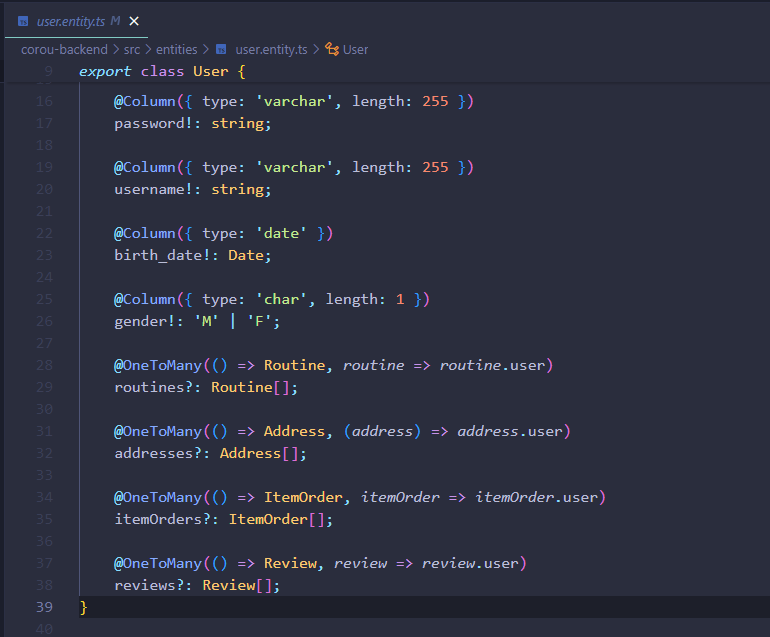 user.entity.ts M ✕
corou-backend > src > entities > user.entity.ts > User
9 export class User {
16 @Column({ type: 'varchar', length: 255 })
17 password!: string;
18
19 @Column({ type: 'varchar', length: 255 })
20 username!: string;
21
22 @Column({ type: 'date' })
23 birth_date!: Date;
24
25 @Column({ type: 'char', length: 1 })
26 gender!: 'M' | 'F';
27
28 @OneToMany(() => Routine, routine => routine.user)
29 routines?: Routine[];
30
31 @OneToMany(() => Address, (address) => address.user)
32 addresses?: Address[];
33
34 @OneToMany(() => ItemOrder, itemOrder => itemOrder.user)
35 itemOrders?: ItemOrder[];
36
37 @OneToMany(() => Review, review => review.user)
38 reviews?: Review[];
39 }
40